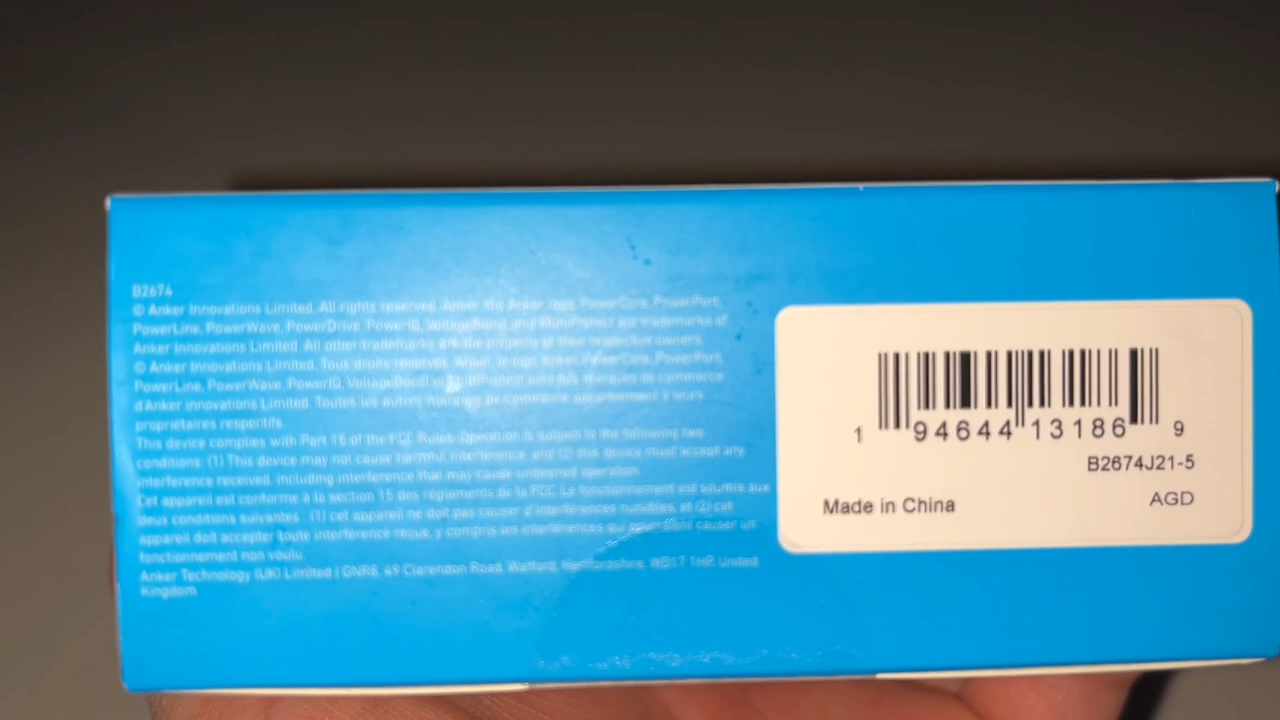 B2674
© Anker Innovations Limited. All rights reserved. Anker, the Anker logo, PowerCore, PowerPort,
PowerLine, PowerWave, PowerDrive, PowerIQ, VoltageBoost, and MultiProtect are trademarks of
Anker Innovations Limited. All other trademarks are the property of their respective owners.
© Anker Innovations Limited. Tous droits réservés. Anker, le logo Anker, PowerCore, PowerPort,
PowerLine, PowerWave, PowerIQ, VoltageBoost et sont des marques de commerce
d'Anker Innovations Limited. Toutes les autres marques de commerce appartiennent à leurs
propriétaires respectifs.
This device complies with Part 15 of the FCC Rules. Operation is subject to the following two
conditions: (1) This device may not cause harmful interference, and (2) this device must accept any
interference received, including interference that may cause undesired operation.
Cet appareil est conforme à la section 15 des règlements de la FCC. Le fonctionnement est soumis aux
deux conditions suivantes : (1) cet appareil ne doit pas causer d'interférences nuisibles, et (2) cet
appareil doit accepter toute interférence reçue, y compris les interférences qui pourraient causer un
fonctionnement non voulu.
Anker Technology (UK) Limited | GNR8, 49 Clarendon Road, Watford, Hertfordshire, WD17 1HP, United
Kingdom
1 94644 13186 9
B2674J21-5
Made in China AGD